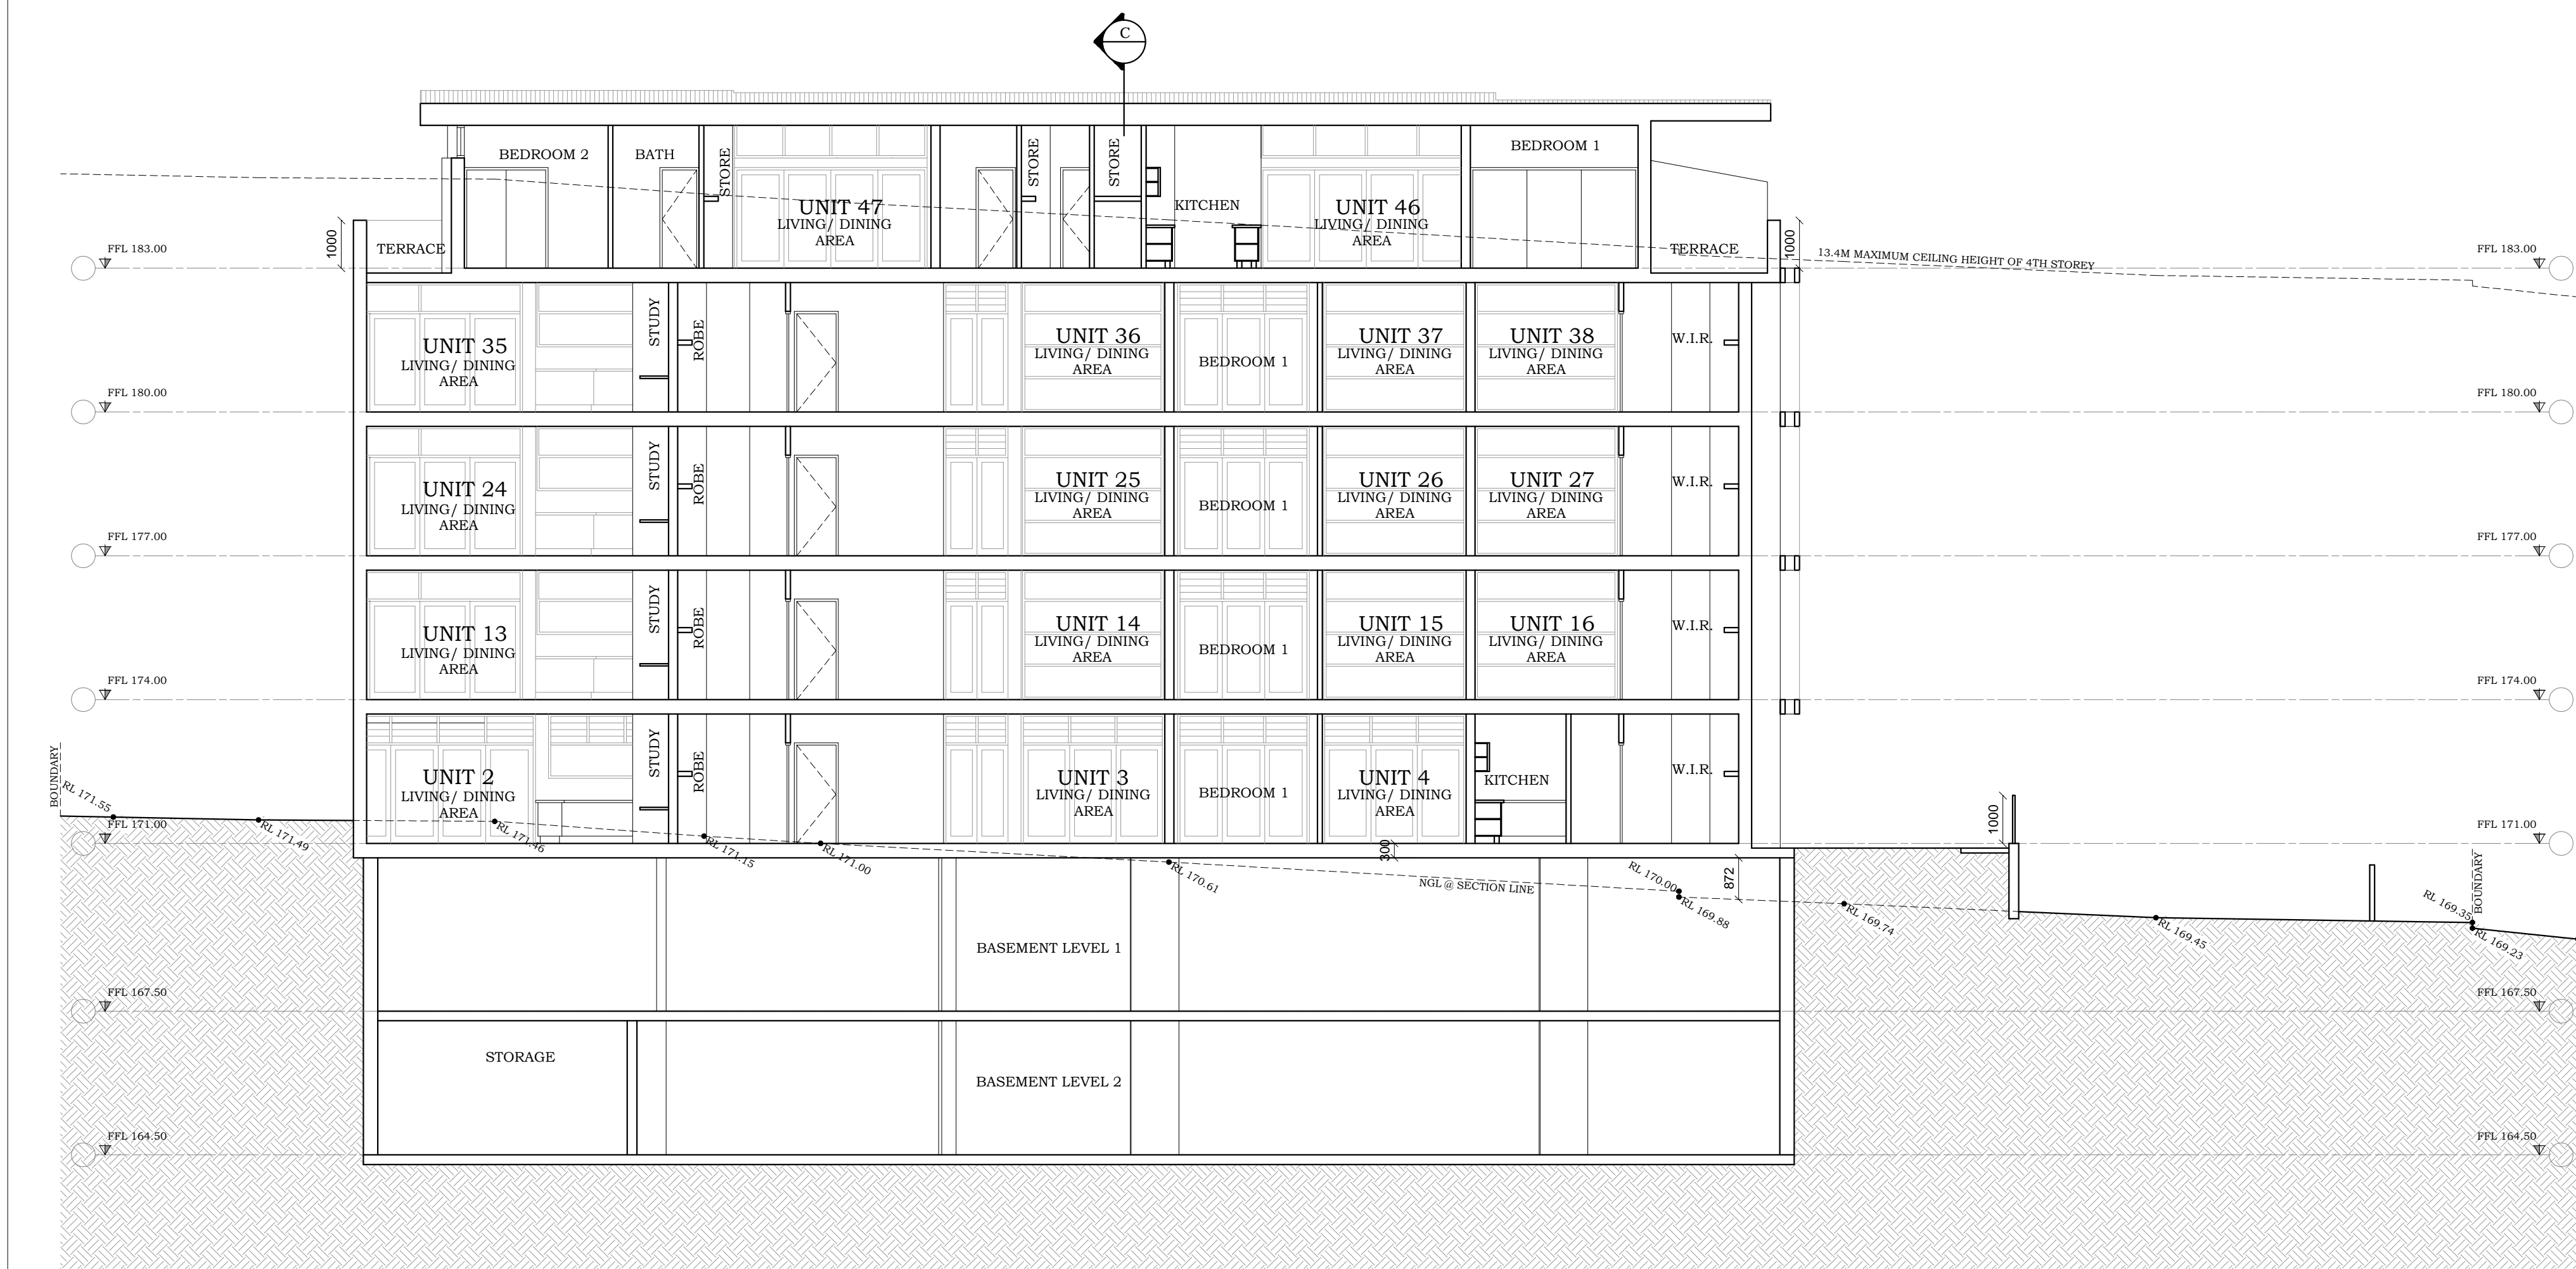 C
BEDROOM 2
BATH
STORE
STORE
STORE
BEDROOM 1
KITCHEN
UNIT 47
LIVING/ DINING
AREA
UNIT 46
LIVING/ DINING
AREA
1000
TERRACE
TERRACE
1000
13.4M MAXIMUM CEILING HEIGHT OF 4TH STOREY
FFL 183.00
FFL 183.00
UNIT 35
LIVING/ DINING
AREA
STUDY
ROBE
UNIT 36
LIVING/ DINING
AREA
BEDROOM 1
UNIT 37
LIVING/ DINING
AREA
UNIT 38
LIVING/ DINING
AREA
W.I.R.
FFL 180.00
FFL 180.00
UNIT 24
LIVING/ DINING
AREA
STUDY
ROBE
UNIT 25
LIVING/ DINING
AREA
BEDROOM 1
UNIT 26
LIVING/ DINING
AREA
UNIT 27
LIVING/ DINING
AREA
W.I.R.
FFL 177.00
FFL 177.00
UNIT 13
LIVING/ DINING
AREA
STUDY
ROBE
UNIT 14
LIVING/ DINING
AREA
BEDROOM 1
UNIT 15
LIVING/ DINING
AREA
UNIT 16
LIVING/ DINING
AREA
W.I.R.
FFL 174.00
FFL 174.00
BOUNDARY
UNIT 2
LIVING/ DINING
AREA
STUDY
ROBE
UNIT 3
LIVING/ DINING
AREA
BEDROOM 1
UNIT 4
LIVING/ DINING
AREA
KITCHEN
W.I.R.
RL 171.55
FFL 171.00
RL 171.49
RL 171.46
RL 171.15
RL 171.00
RL 170.61
300
NGL @ SECTION LINE
RL 170.00
RL 169.88
872
RL 169.74
1000
RL 169.45
FFL 171.00
BOUNDARY
RL 169.35
RL 169.23
BASEMENT LEVEL 1
FFL 167.50
FFL 167.50
STORAGE
BASEMENT LEVEL 2
FFL 164.50
FFL 164.50